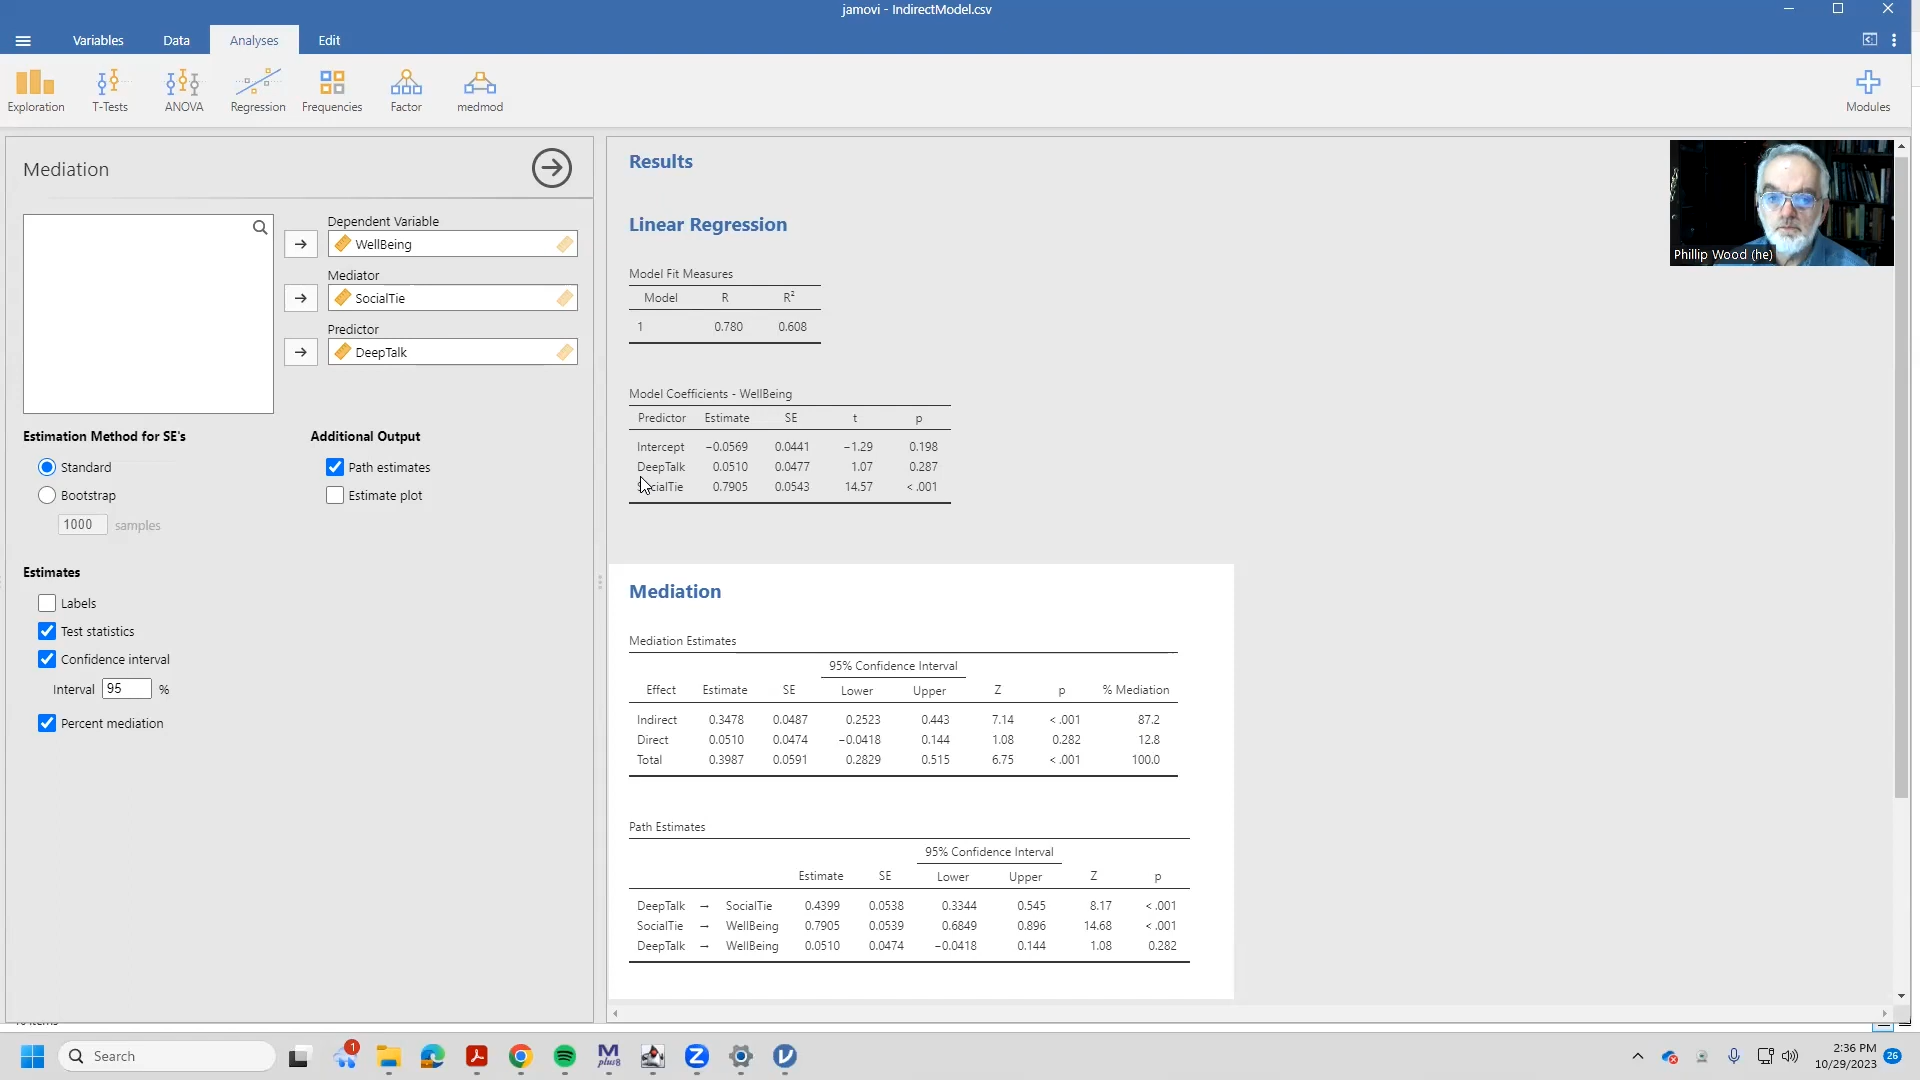 jamovi - IndirectModel.csv
Variables Data Analyses Edit
Exploration T-Tests ANOVA Regression Frequencies Factor medmod Modules
Mediation
Dependent Variable
WellBeing
Mediator
SocialTie
Predictor
DeepTalk
Estimation Method for SE's
Standard
Bootstrap
1000 samples
Additional Output
Path estimates
Estimate plot
Estimates
Labels
Test statistics
Confidence interval
Interval 95 %
Percent mediation
Results
Linear Regression
Model Fit Measures
Model R R²
1 0.780 0.608
Model Coefficients - WellBeing
Predictor Estimate SE t p
Intercept −0.0569 0.0441 −1.29 0.198
DeepTalk 0.0510 0.0477 1.07 0.287
SocialTie 0.7905 0.0543 14.57 < .001
Mediation
Mediation Estimates
95% Confidence Interval
Effect Estimate SE Lower Upper Z p % Mediation
Indirect 0.3478 0.0487 0.2523 0.443 7.14 < .001 87.2
Direct 0.0510 0.0474 −0.0418 0.144 1.08 0.282 12.8
Total 0.3987 0.0591 0.2829 0.515 6.75 < .001 100.0
Path Estimates
95% Confidence Interval
Estimate SE Lower Upper Z p
DeepTalk → SocialTie 0.4399 0.0538 0.3344 0.545 8.17 < .001
SocialTie → WellBeing 0.7905 0.0539 0.6849 0.896 14.68 < .001
DeepTalk → WellBeing 0.0510 0.0474 −0.0418 0.144 1.08 0.282
Phillip Wood (he)
Search
1
M
plus8
2:36 PM
10/29/2023
26